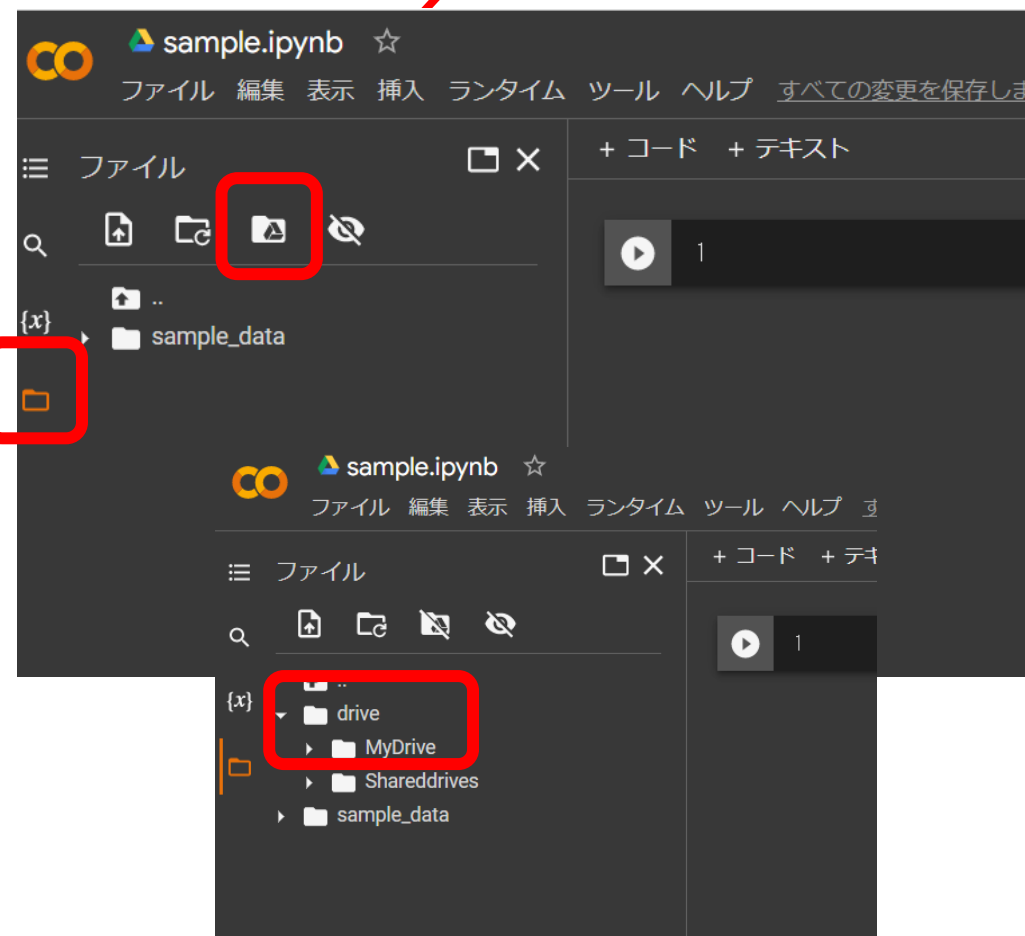 sample.ipynb
ファイル 編集 表示 挿入 ランタイム ツール ヘルプ すべての変更を保存しま
ファイル
+ コード + テキスト
1
..
{x}
sample_data
sample.ipynb
ファイル 編集 表示 挿入 ランタイム ツール ヘルプ す
ファイル
+ コード + テキ
1
..
{x}
drive
MyDrive
Shareddrives
sample_data